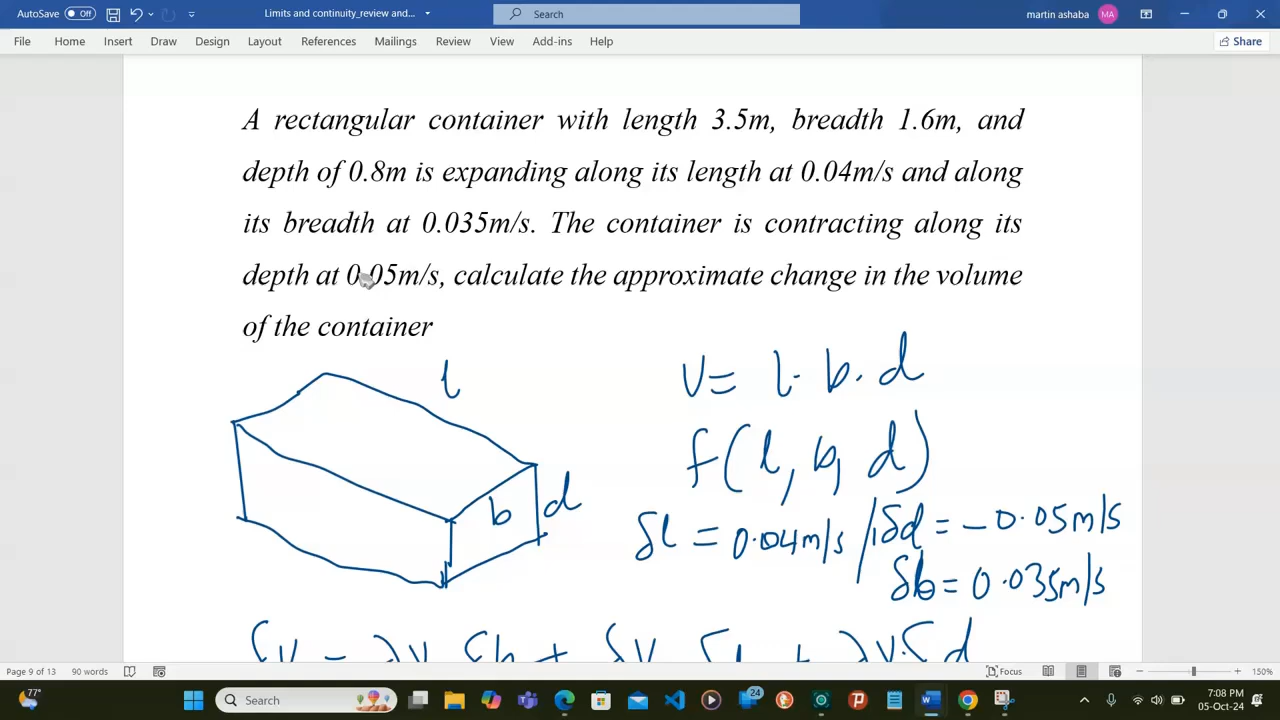 AutoSave Off Limits and continuity_review and... Search martin ashaba MA
File Home Insert Draw Design Layout References Mailings Review View Add-ins Help Share
A rectangular container with length 3.5m, breadth 1.6m, and
depth of 0.8m is expanding along its length at 0.04m/s and along
its breadth at 0.035m/s. The container is contracting along its
depth at 0.05m/s, calculate the approximate change in the volume
of the container
l
V = l · b · d
f(l, b, d)
b d
δl = 0.04m/s / δd = -0.05m/s
δb = 0.035m/s
Page 9 of 13 90 words Focus 150%
77° Search 24 7:08 PM
05-Oct-24